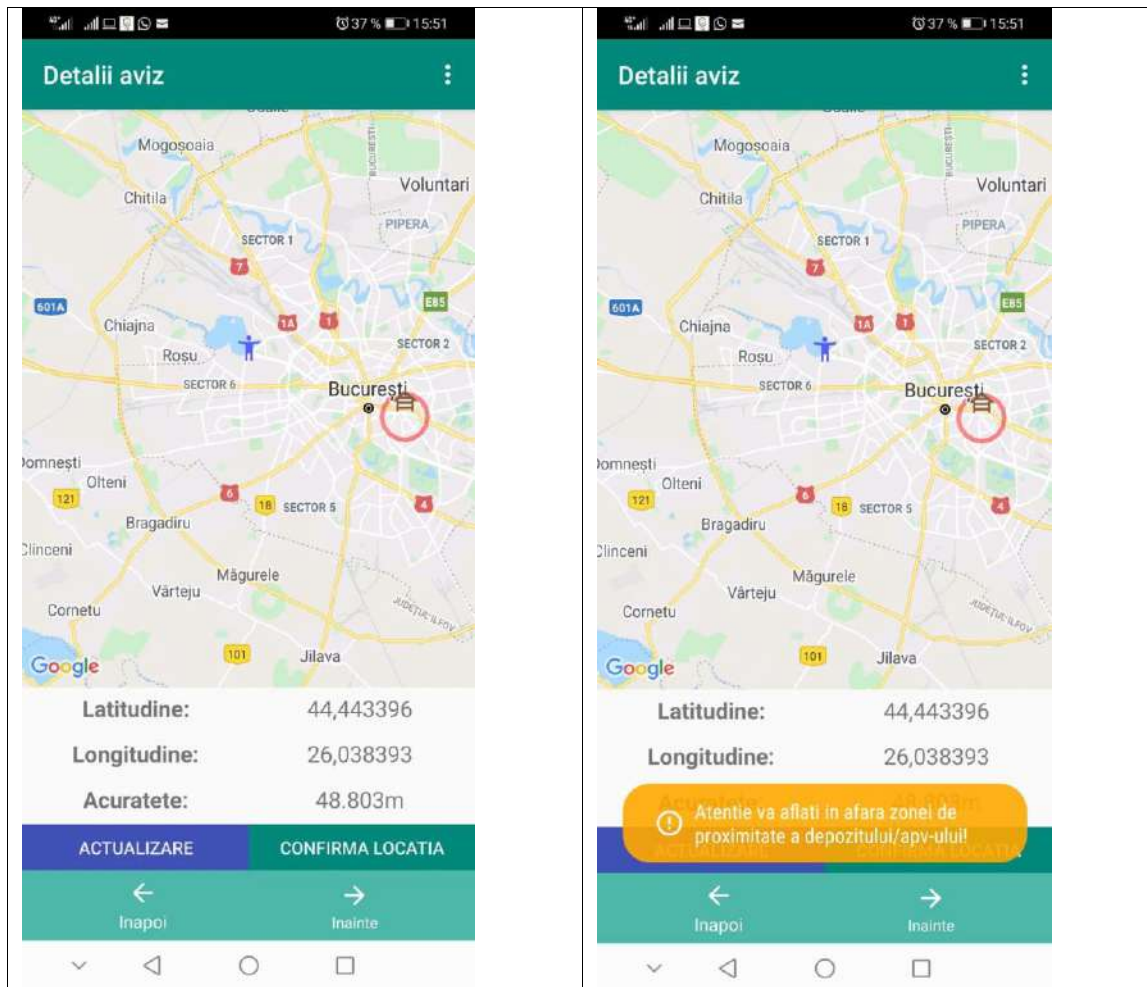 37 % 15:51
Detalii aviz
Mogoșoaia
BUCUREȘTI
Voluntari
Chitila
PIPERA
SECTOR 1
7
E85
601A
Chiajna
1A
1
SECTOR 2
Roșu
SECTOR 6
București
Domnești
Olteni
121
6
18
SECTOR 5
4
Bragadiru
Clinceni
Măgurele
Vârteju
Cornetu
JUDEȚUL ILFOV
101
Jilava
Google
Latitudine: 44,443396
Longitudine: 26,038393
Acuratete: 48.803m
ACTUALIZARE CONFIRMA LOCATIA
Inapoi Inainte
37 % 15:51
Detalii aviz
Mogoșoaia
BUCUREȘTI
Voluntari
Chitila
PIPERA
SECTOR 1
7
E85
601A
Chiajna
1A
1
SECTOR 2
Roșu
SECTOR 6
București
Domnești
Olteni
121
6
18
SECTOR 5
4
Bragadiru
Clinceni
Măgurele
Vârteju
Cornetu
JUDEȚUL ILFOV
101
Jilava
Google
Latitudine: 44,443396
Longitudine: 26,038393
Atentie va aflati in afara zonei de
proximitate a depozitului/apv-ului!
Inapoi Inainte